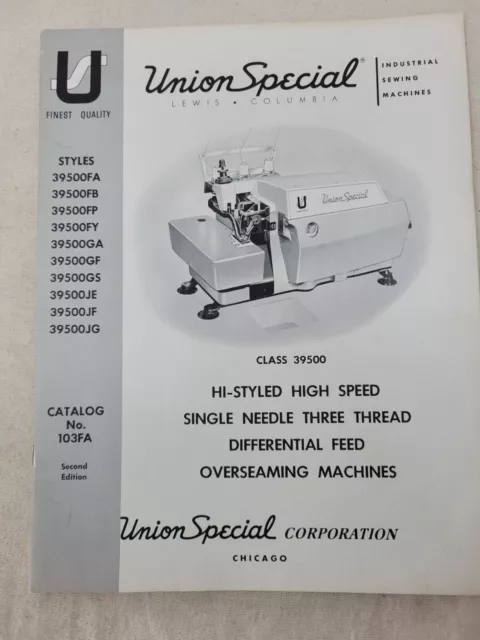 US
FINEST QUALITY
STYLES
39500FA
39500FB
39500FP
39500FY
39500GA
39500GF
39500GS
39500JE
39500JF
39500JG
CATALOG
No.
103FA
Second
Edition
Union Special®
LEWIS • COLUMBIA
INDUSTRIAL
SEWING
MACHINES
U
Union Special
CLASS 39500
HI-STYLED HIGH SPEED
SINGLE NEEDLE THREE THREAD
DIFFERENTIAL FEED
OVERSEAMING MACHINES
Union Special CORPORATION
CHICAGO